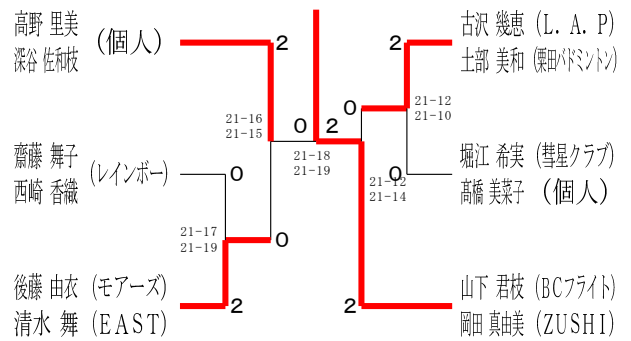 高野 里美
深谷 佐和枝
(個人)
2
21-16
21-15
齋藤 舞子
西崎 香織
(レインボー)
0
21-17
21-19
0
後藤 由衣 (モアーズ)
清水 舞 (EAST)
2
0 2
21-18
21-19
古沢 幾恵 (L.A.P)
土部 美和 (栗田バドミントン)
2
0
21-12
21-10
堀江 希実 (彗星クラブ)
髙橋 美菜子 (個人)
0
21-12
21-14
山下 君枝 (BCフライト)
岡田 真由美 (ZUSHI)
2